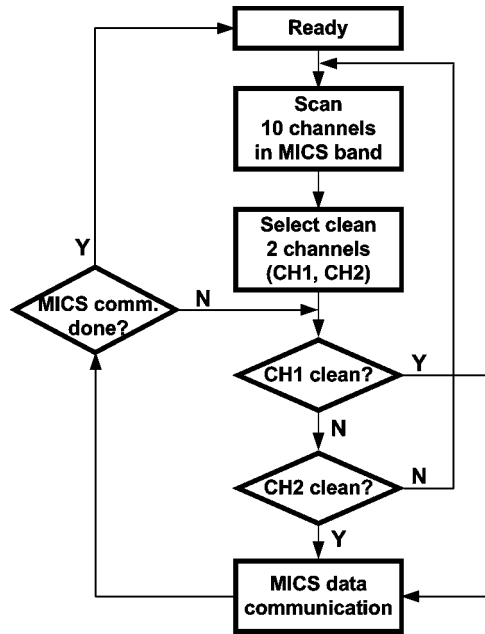 Ready
Scan
10 channels
in MICS band
Select clean
2 channels
(CH1, CH2)
Y
MICS comm.
done?
N
CH1 clean?
Y
N
CH2 clean?
N
Y
MICS data
communication